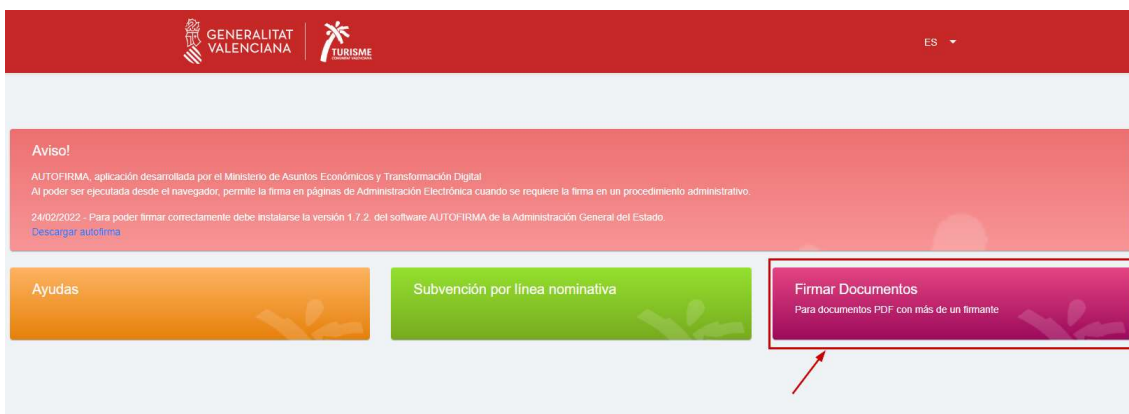 GENERALITAT
VALENCIANA
TURISME
COMUNITAT VALENCIANA
ES
Aviso!
AUTOFIRMA, aplicación desarrollada por el Ministerio de Asuntos Económicos y Transformación Digital
Al poder ser ejecutada desde el navegador, permite la firma en páginas de Administración Electrónica cuando se requiere la firma en un procedimiento administrativo.
24/02/2022 - Para poder firmar correctamente debe instalarse la versión 1.7.2. del software AUTOFIRMA de la Administración General del Estado.
Descargar autofirma
Ayudas
Subvención por línea nominativa
Firmar Documentos
Para documentos PDF con más de un firmante